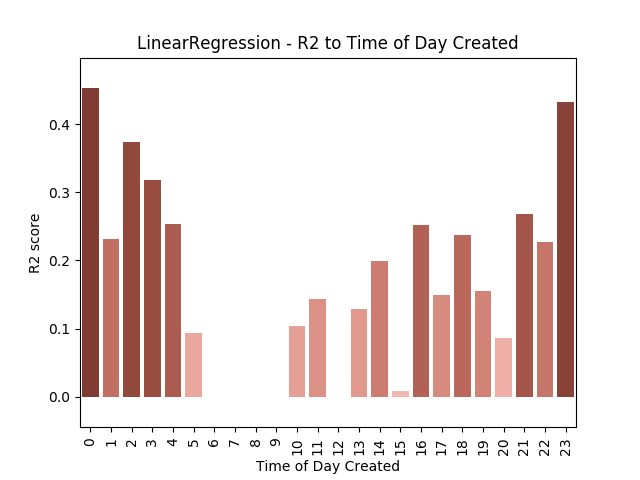 LinearRegression - R2 to Time of Day Created
R2 score
0.4
0.3
0.2
0.1
0.0
0 1 2 3 4 5 6 7 8 9 10 11 12 13 14 15 16 17 18 19 20 21 22 23
Time of Day Created